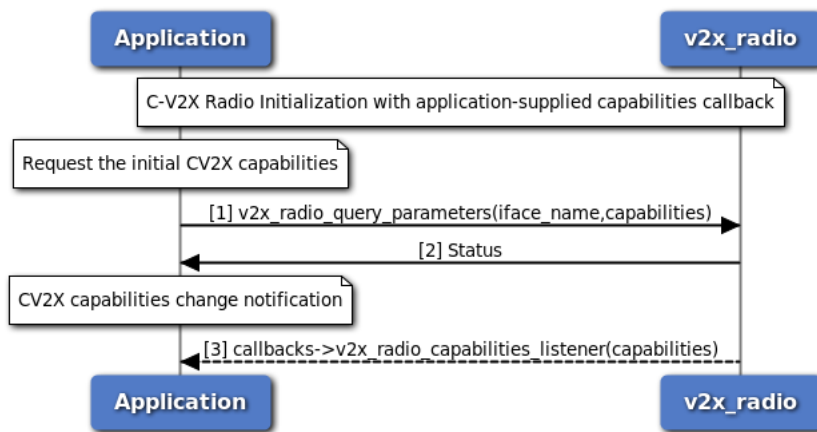 Application
v2x_radio
C-V2X Radio Initialization with application-supplied capabilities callback
Request the initial CV2X capabilities
[1] v2x_radio_query_parameters(iface_name,capabilities)
[2] Status
CV2X capabilities change notification
[3] callbacks->v2x_radio_capabilities_listener(capabilities)
Application
v2x_radio